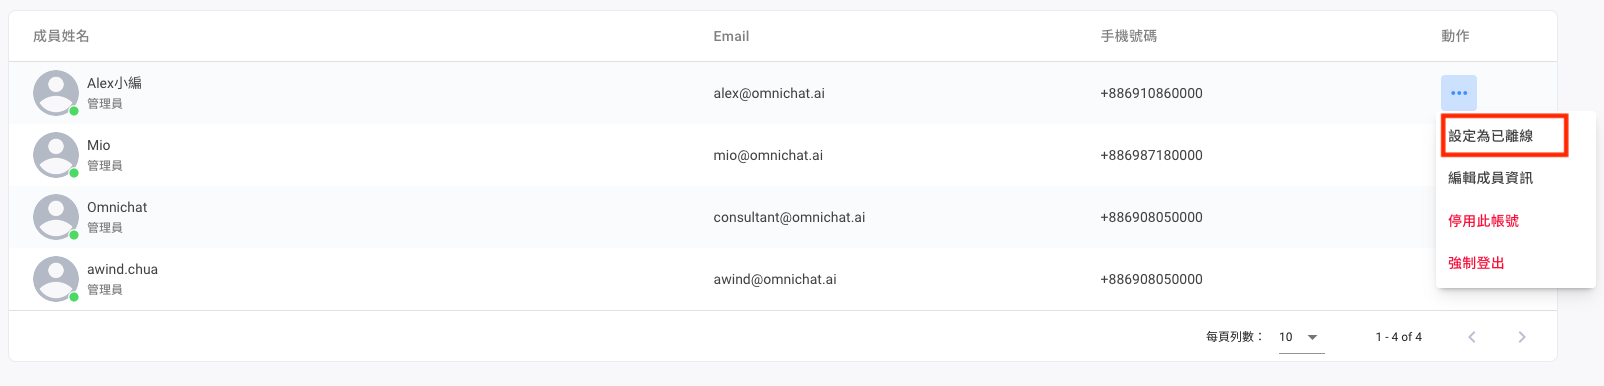 成員姓名 Email 手機號碼 動作
Alex小編
管理員
alex@omnichat.ai +886910860000
Mio
管理員
mio@omnichat.ai +886987180000
Omnichat
管理員
consultant@omnichat.ai +886908050000
awind.chua
管理員
awind@omnichat.ai +886908050000
設定為已離線
編輯成員資訊
停用此帳號
強制登出
每頁列數： 10 1 - 4 of 4